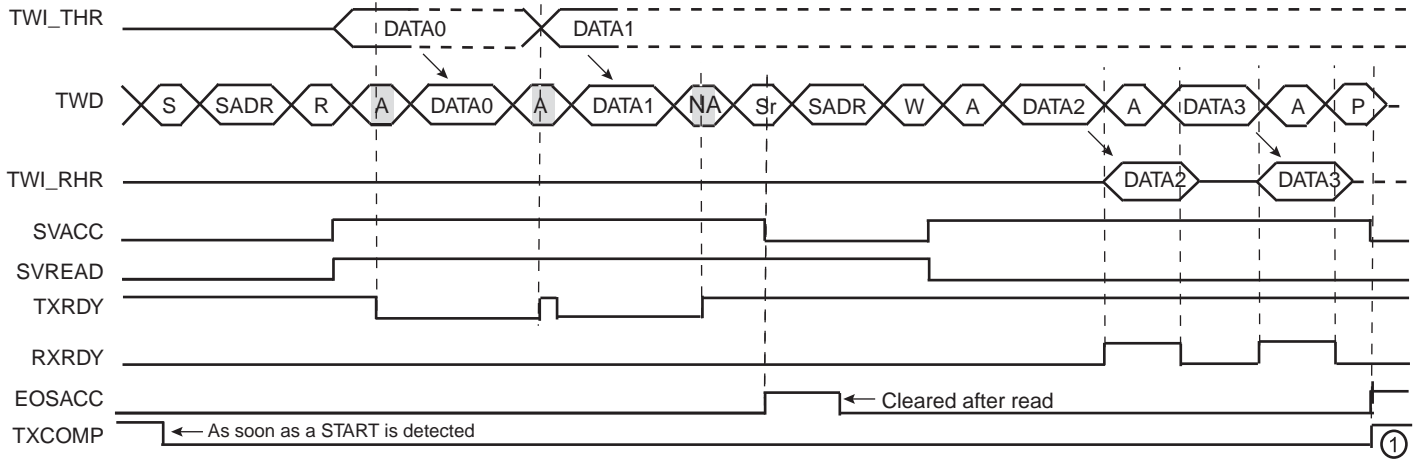 TWI_THR DATA0 DATA1
TWD S SADR R A DATA0 A DATA1 NA Sr SADR W A DATA2 A DATA3 A P
TWI_RHR DATA2 DATA3
SVACC
SVREAD
TXRDY
RXRDY
EOSACC Cleared after read
TXCOMP As soon as a START is detected 1